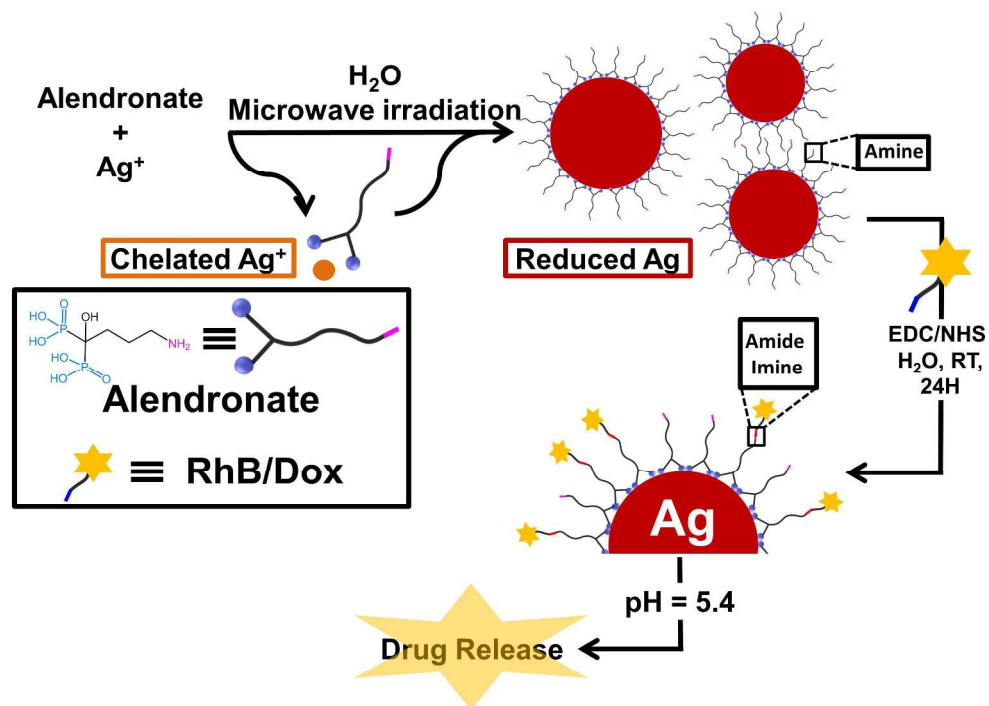 Alendronate
+
Ag⁺
H₂O
Microwave irradiation
Amine
Chelated Ag⁺
Reduced Ag
HO
O
HO
P
OH
NH₂
HO
P
HO
O
Alendronate
RhB/Dox
EDC/NHS
H₂O, RT,
24H
Amide
Imine
Ag
pH = 5.4
Drug Release